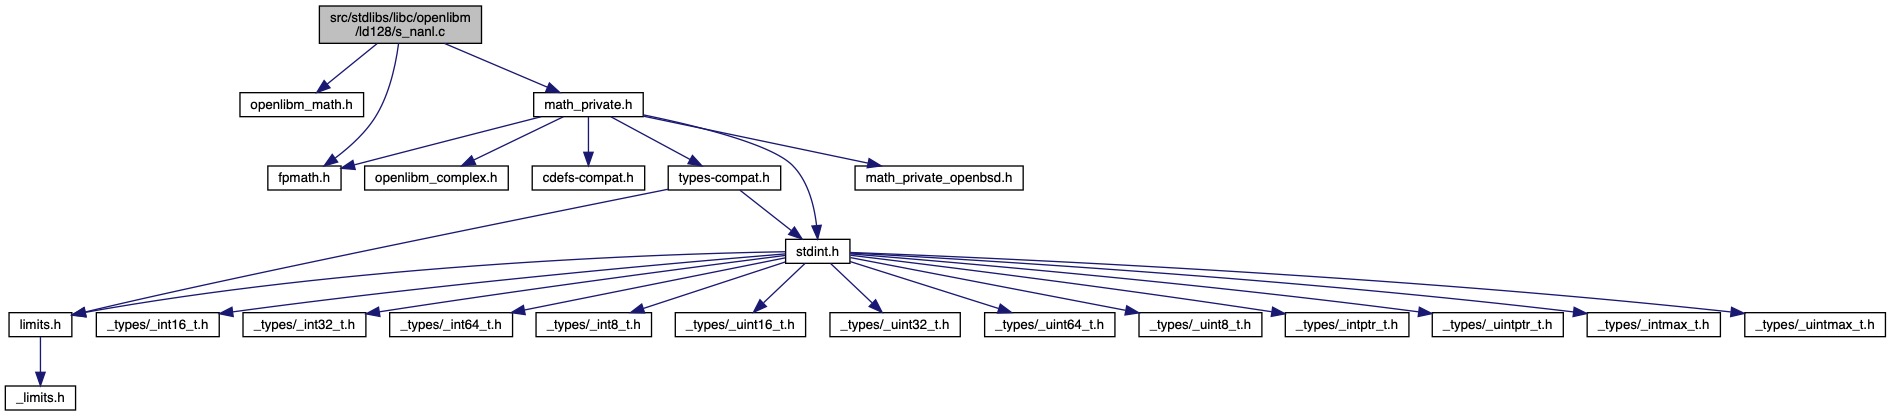 src/stdlibs/libc/openlibm
/ld128/s_nanl.c
openlibm_math.h
math_private.h
fpmath.h
openlibm_complex.h
cdefs-compat.h
types-compat.h
math_private_openbsd.h
stdint.h
limits.h
_types/_int16_t.h
_types/_int32_t.h
_types/_int64_t.h
_types/_int8_t.h
_types/_uint16_t.h
_types/_uint32_t.h
_types/_uint64_t.h
_types/_uint8_t.h
_types/_intptr_t.h
_types/_uintptr_t.h
_types/_intmax_t.h
_types/_uintmax_t.h
_limits.h